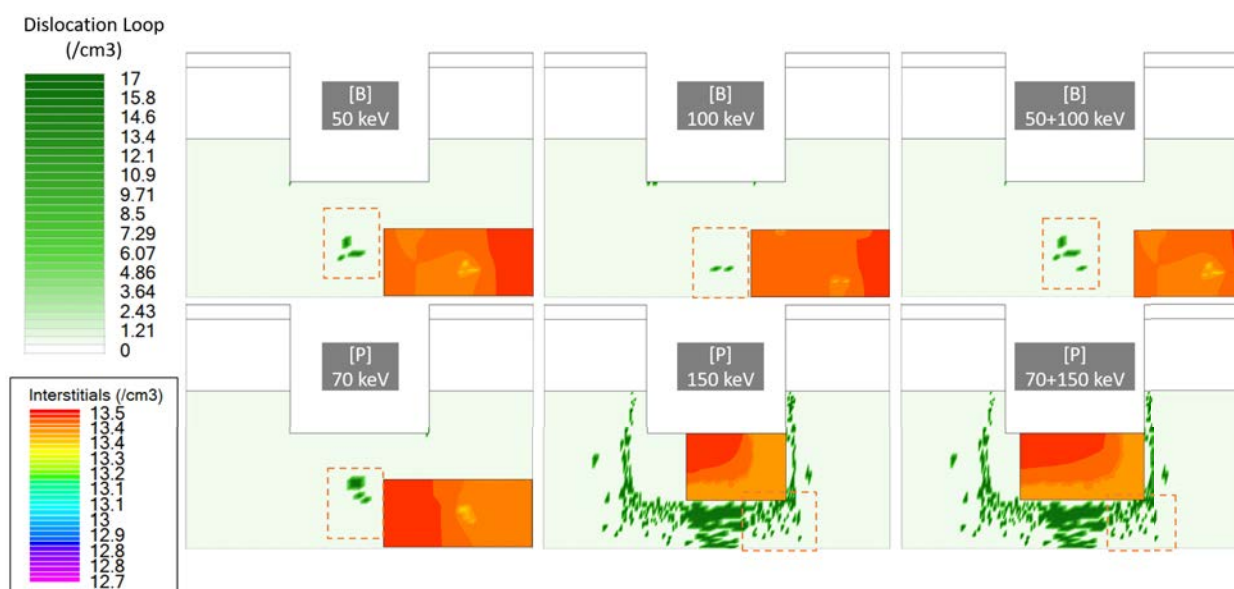 Dislocation Loop
(/cm3)
17
15.8
14.6
13.4
12.1
10.9
9.71
8.5
7.29
6.07
4.86
3.64
2.43
1.21
0
[B]
50 keV
[B]
100 keV
[B]
50+100 keV
Interstitials (/cm3)
13.5
13.4
13.4
13.3
13.2
13.1
13.1
13
12.9
12.8
12.8
12.7
[P]
70 keV
[P]
150 keV
[P]
70+150 keV